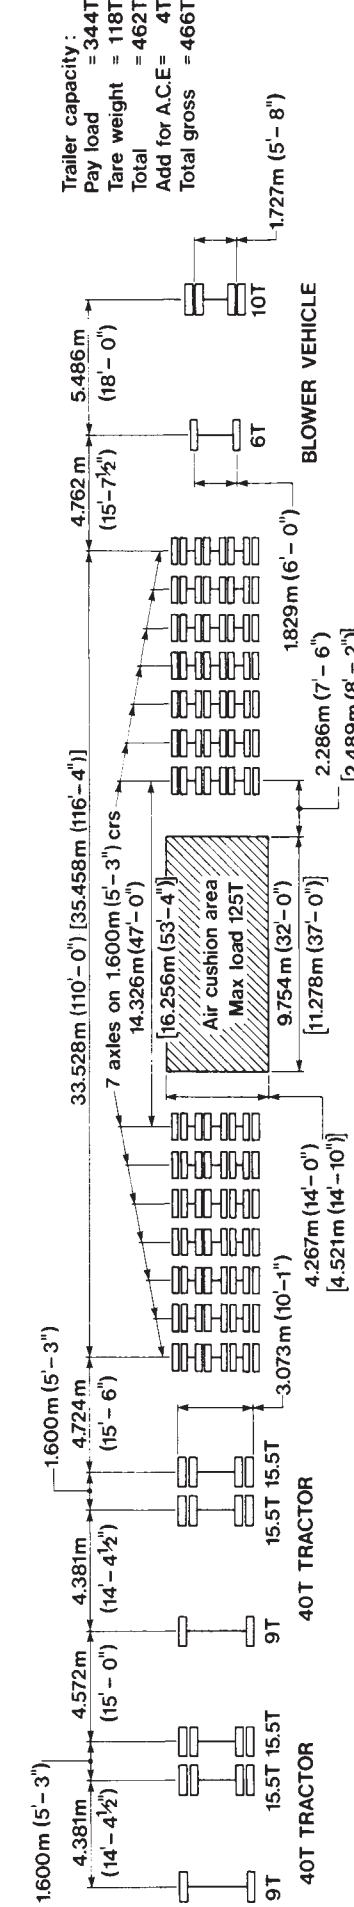 Trailer capacity :
Pay load = 344T
Tare weight = 118T
Total = 462T
Add for A.C.E = 4T
Total gross = 466T
1.600m (5'-3")
4.381m
(14'-4½")
4.572m
(15'-0")
4.381m
(14'-4½")
1.600m (5'-3")
4.724m
(15'-6")
33.528m (110'-0") [35.458m (116'-4")]
7 axles on 1.600m (5'-3") crs
14.326m (47'-0")
[16.256m (53'-4")]
4.762 m
(15'-7½")
5.486m
(18'-0")
Air cushion area
Max load 125T
9.754m (32'-0")
[11.278m (37'-0")]
3.073m (10'-1")
4.267m (14'-0")
[4.521m (14'-10")]
2.286m (7'-6")
[2.489m (8'-2")]
1.829m (6'-0")
1.727m (5'-8")
9T 15.5T 15.5T
40T TRACTOR
9T 15.5T 15.5T
40T TRACTOR
6T 10T
BLOWER VEHICLE